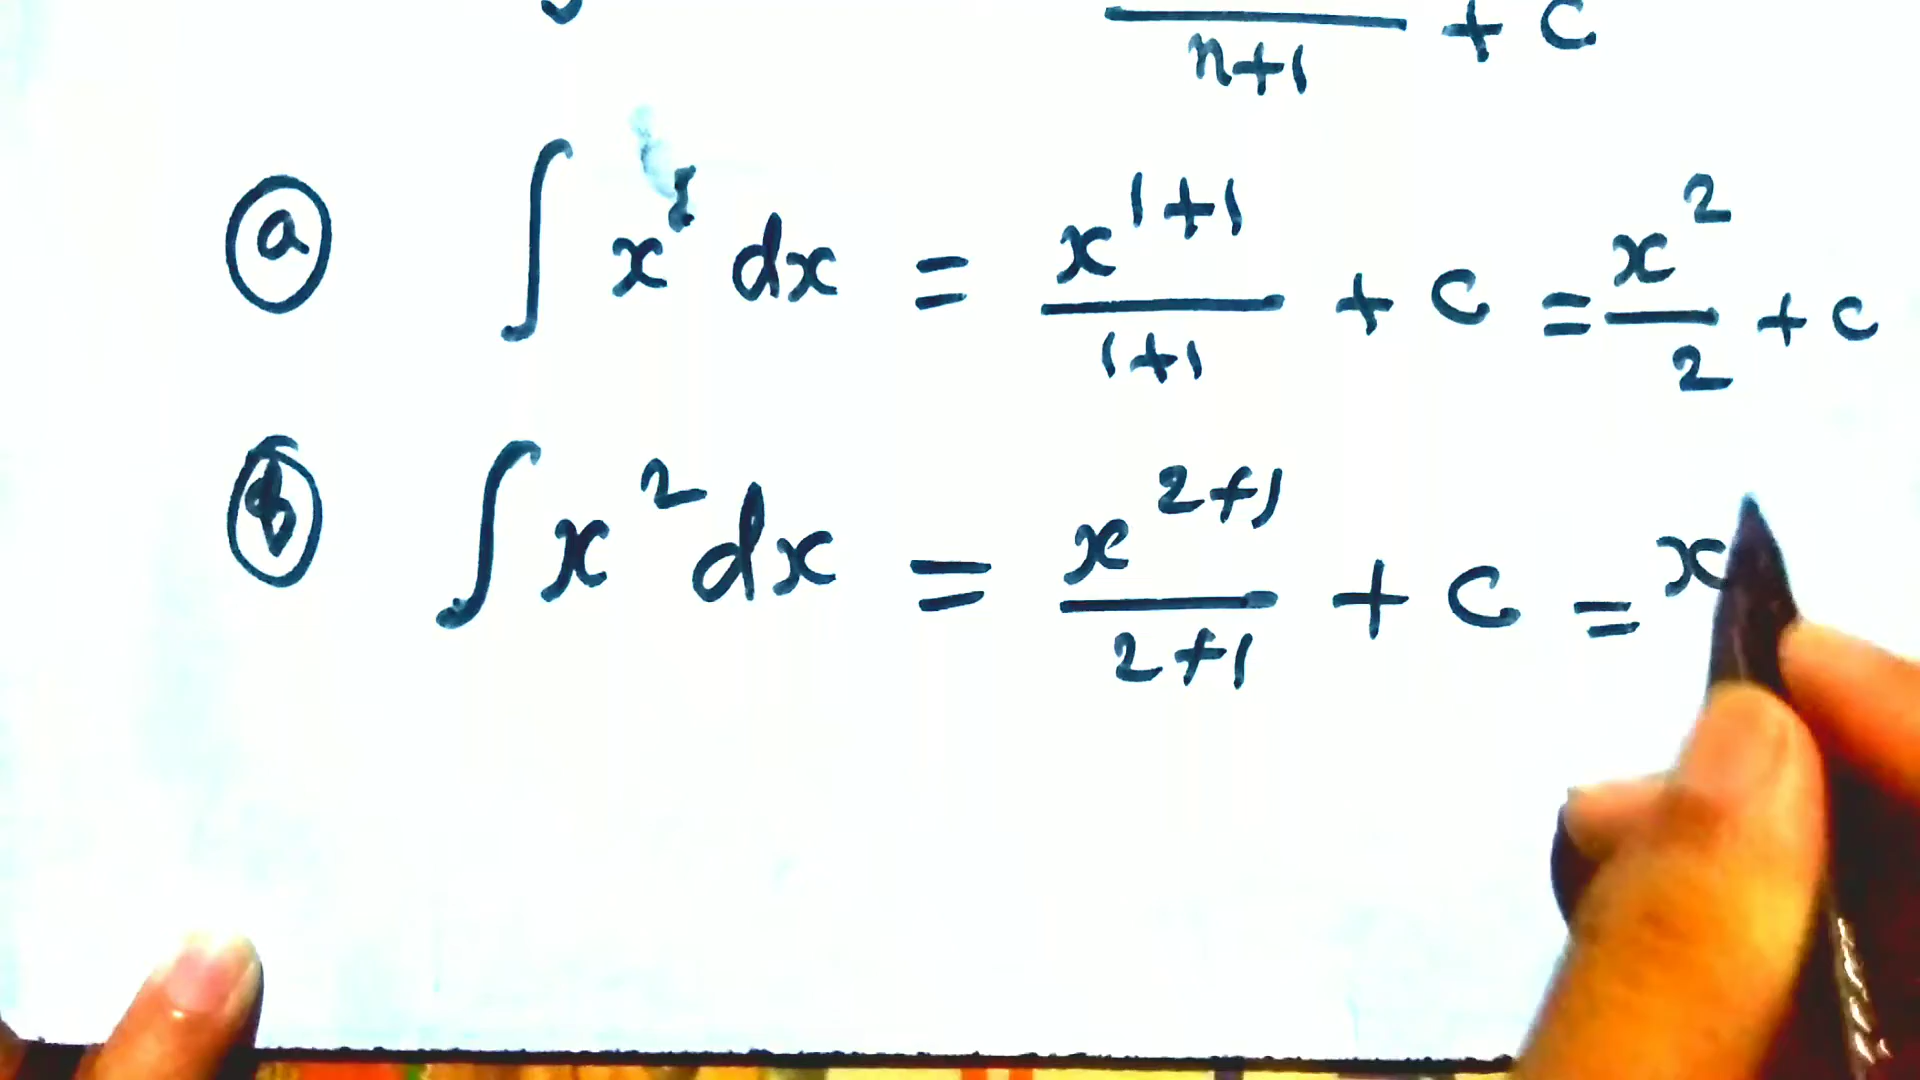 n+1 + c
ⓐ ∫ x¹ dx = x^(1+1) / (1+1) + c = x² / 2 + c
ⓑ ∫ x² dx = x^(2+1) / (2+1) + c = x